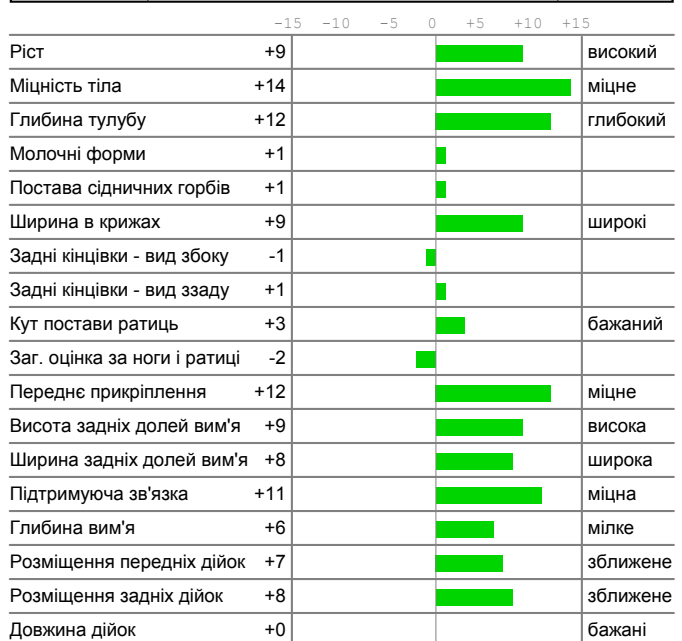 -15 -10 -5 0 +5 +10 +15
Ріст +9 високий
Міцність тіла +14 міцне
Глибина тулубу +12 глибокий
Молочні форми +1
Постава сідничних горбів +1
Ширина в крижах +9 широкі
Задні кінцівки - вид збоку -1
Задні кінцівки - вид ззаду +1
Кут постави ратиць +3 бажаний
Заг. оцінка за ноги і ратиці -2
Переднє прикріплення +12 міцне
Висота задніх долей вим'я +9 висока
Ширина задніх долей вим'я +8 широка
Підтримуюча зв'язка +11 міцна
Глибина вим'я +6 мілке
Розміщення передніх дійок +7 зближене
Розміщення задніх дійок +8 зближене
Довжина дійок +0 бажані